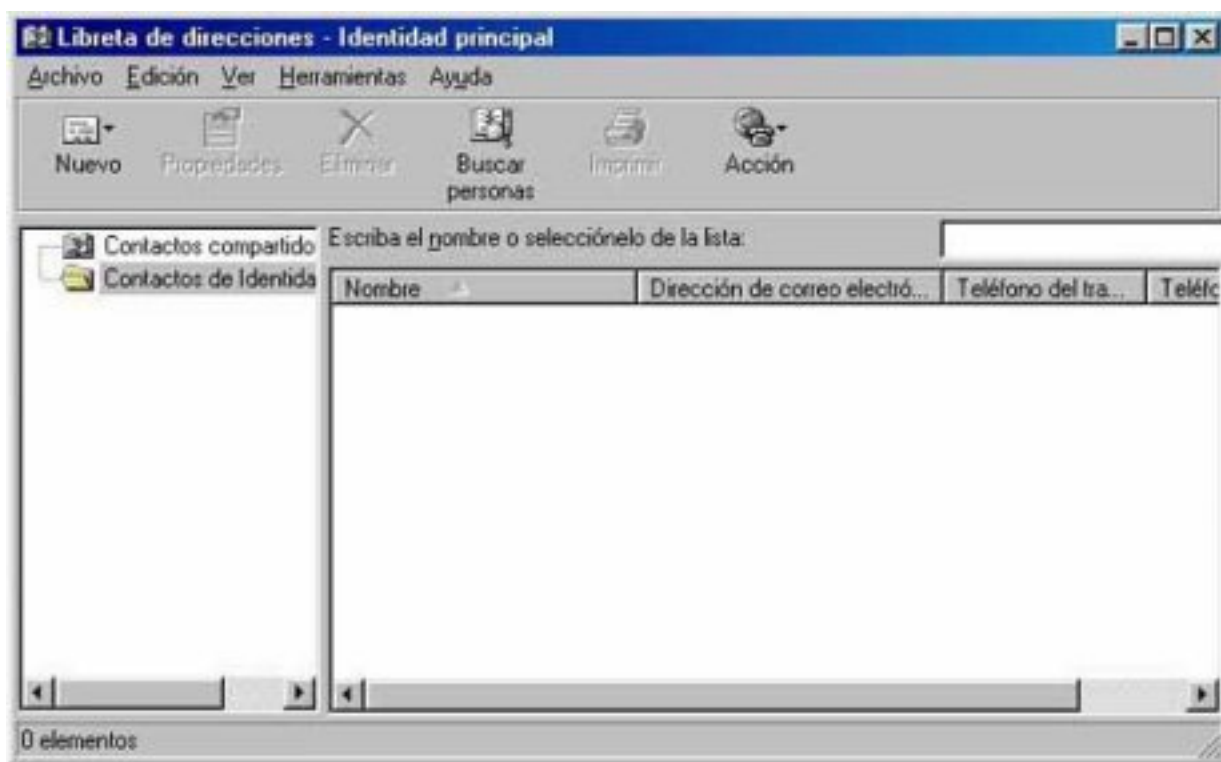 Libreta de direcciones - Identidad principal
Archivo Edición Ver Herramientas Ayuda
Nuevo Propiedades Eliminar Buscar personas Imprimir Acción
Contactos compartido
Contactos de Identida
Escriba el nombre o selecciónelo de la lista:
Nombre Dirección de correo electró... Teléfono del tra... Teléfc
0 elementos